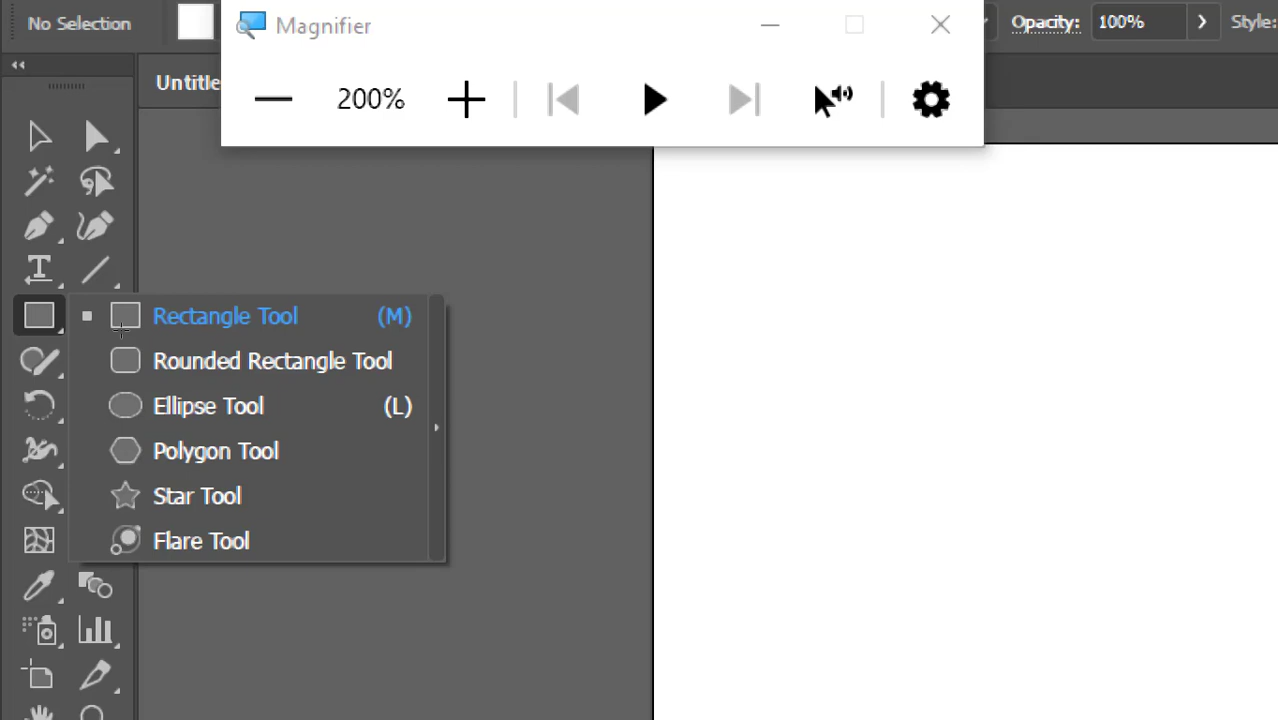 No Selection
Magnifier
Opacity: 100%
Style:
200%
Rectangle Tool (M)
Rounded Rectangle Tool
Ellipse Tool (L)
Polygon Tool
Star Tool
Flare Tool